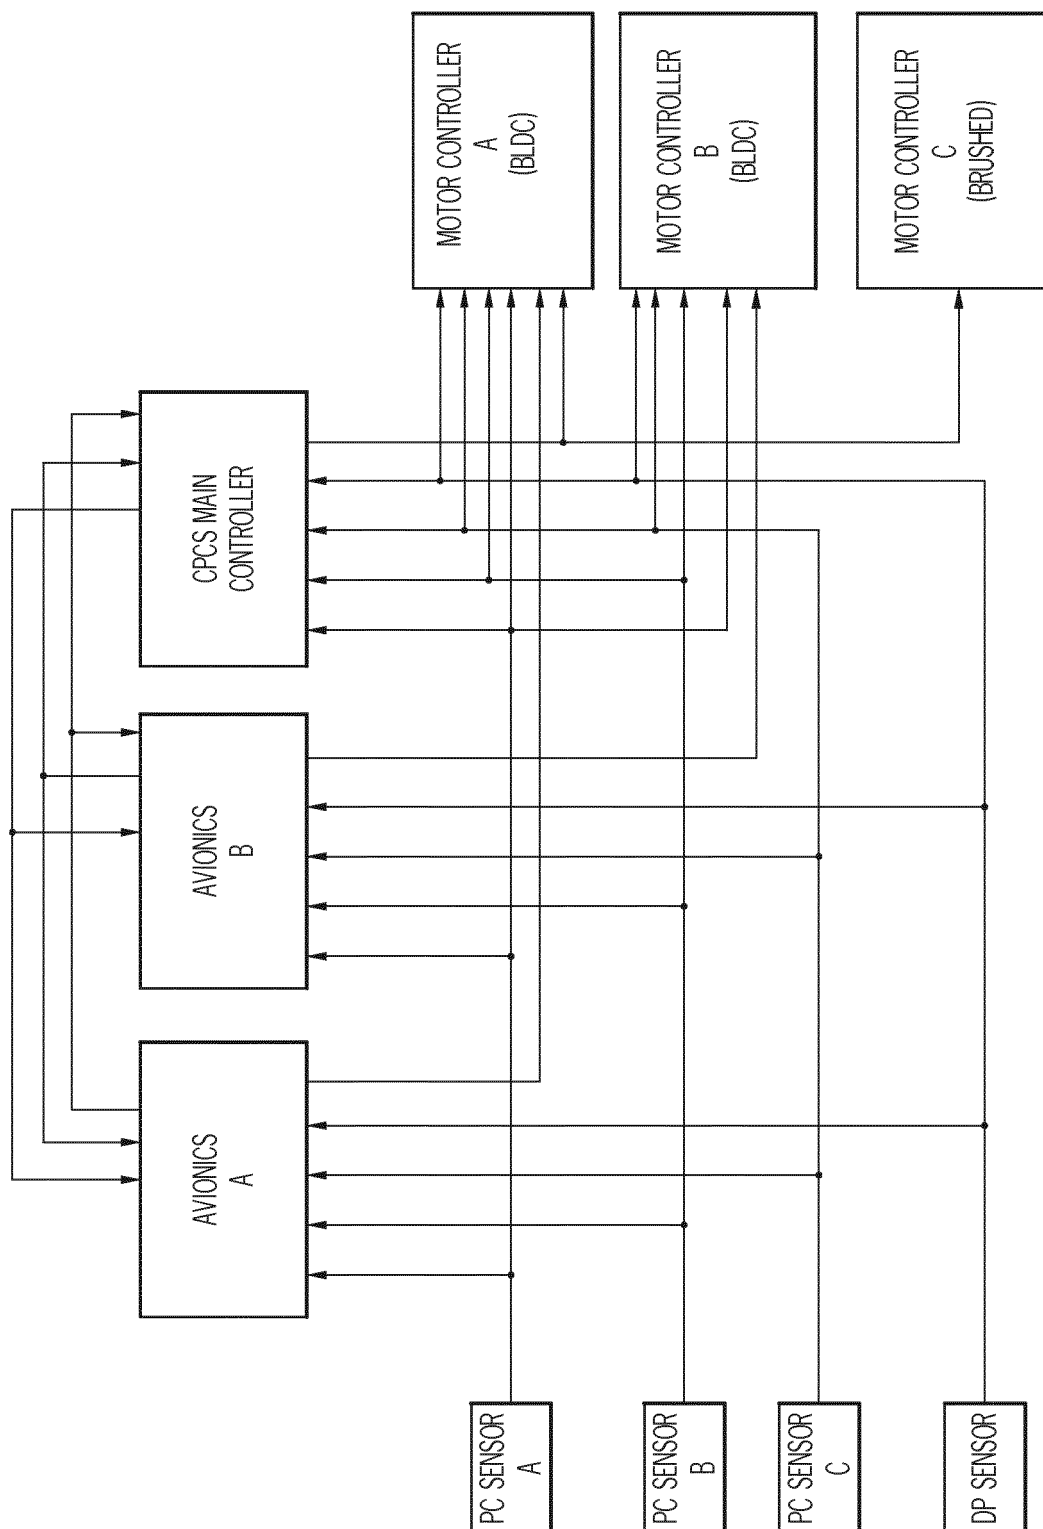 PC SENSOR
A
PC SENSOR
B
PC SENSOR
C
DP SENSOR
AVIONICS
A
AVIONICS
B
CPCS MAIN
CONTROLLER
MOTOR CONTROLLER
A
(BLDC)
MOTOR CONTROLLER
B
(BLDC)
MOTOR CONTROLLER
C
(BRUSHED)